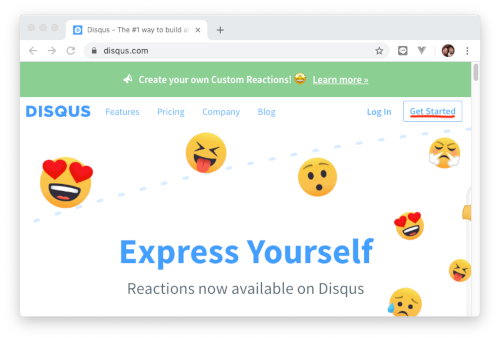 Disqus - The #1 way to build a
disqus.com
Create your own Custom Reactions! 🤩 Learn more »
DISQUS Features Pricing Company Blog Log In Get Started
Express Yourself
Reactions now available on Disqus